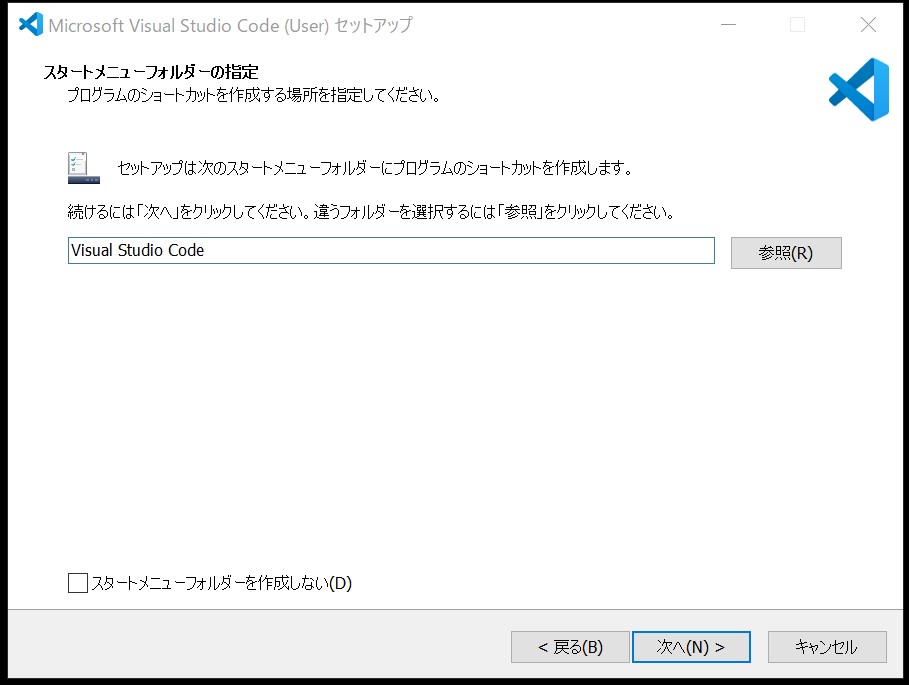 Microsoft Visual Studio Code (User) セットアップ
スタートメニューフォルダーの指定
プログラムのショートカットを作成する場所を指定してください。
セットアップは次のスタートメニューフォルダーにプログラムのショートカットを作成します。
続けるには「次へ」をクリックしてください。違うフォルダーを選択するには「参照」をクリックしてください。
Visual Studio Code
参照(R)
スタートメニューフォルダーを作成しない(D)
< 戻る(B)
次へ(N) >
キャンセル